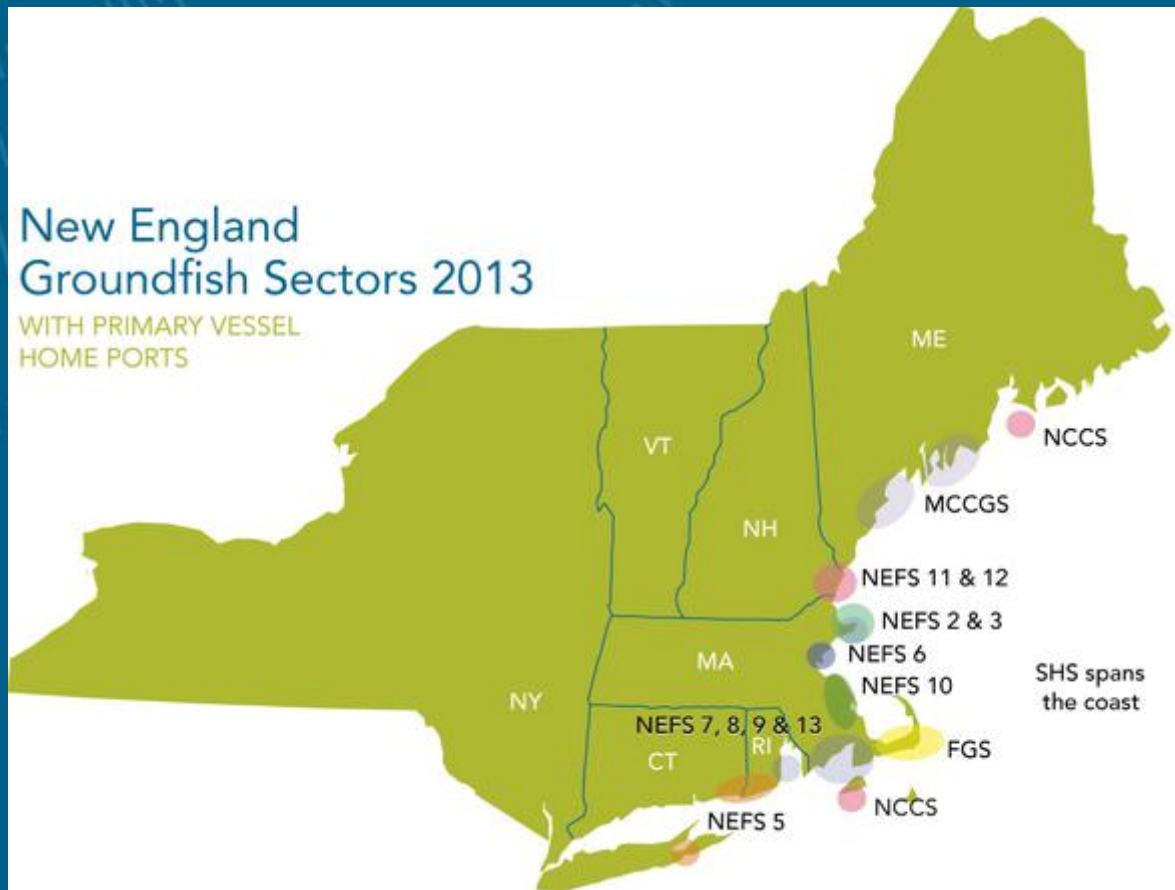 New England
Groundfish Sectors 2013
WITH PRIMARY VESSEL
HOME PORTS
ME
NCCS
VT
MCCGS
NH
NEFS 11 & 12
NEFS 2 & 3
MA
NEFS 6
SHS spans
the coast
NEFS 10
NY
NEFS 7, 8, 9 & 13
RI
FGS
CT
NCCS
NEFS 5